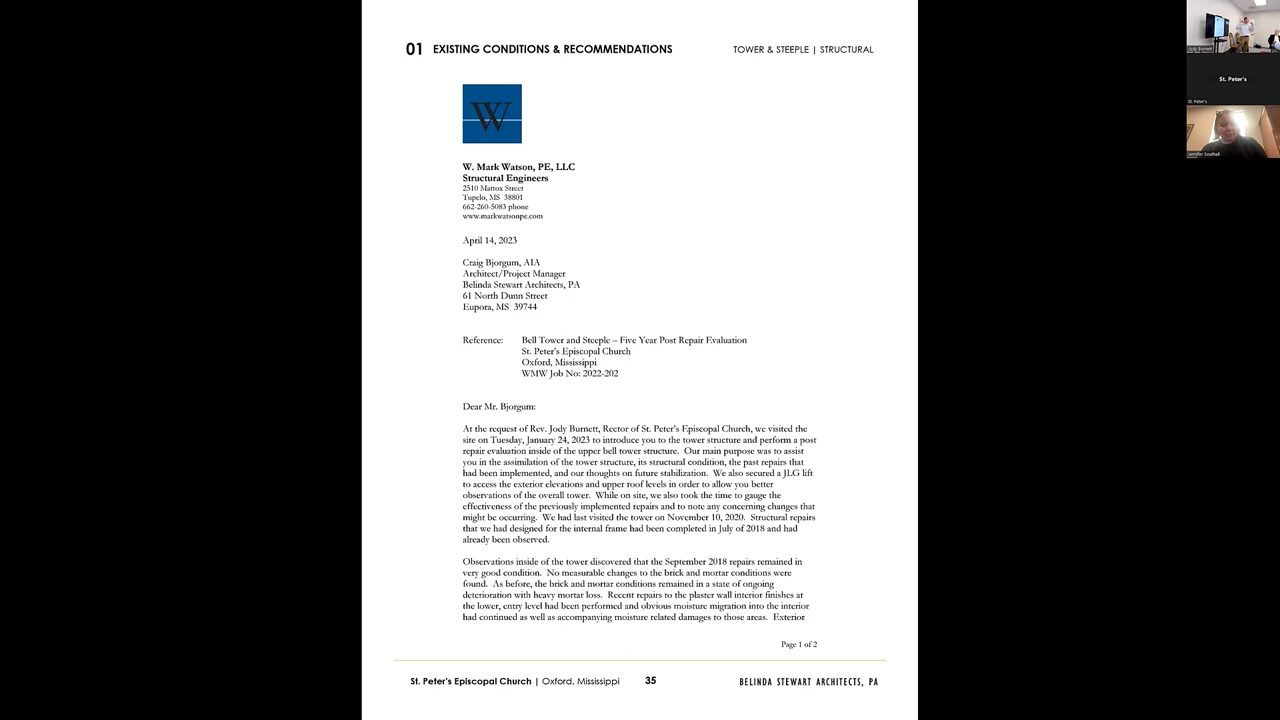 01 EXISTING CONDITIONS & RECOMMENDATIONS
TOWER & STEEPLE | STRUCTURAL
W
W. Mark Watson, PE, LLC
Structural Engineers
2510 Mattox Street
Tupelo, MS 38801
662-260-5083 phone
www.markwatsonpe.com
April 14, 2023
Craig Bjorgum, AIA
Architect/Project Manager
Belinda Stewart Architects, PA
61 North Dunn Street
Eupora, MS 39744
Reference: Bell Tower and Steeple – Five Year Post Repair Evaluation
St. Peter's Episcopal Church
Oxford, Mississippi
WMW Job No: 2022-202
Dear Mr. Bjorgum:
At the request of Rev. Jody Burnett, Rector of St. Peter's Episcopal Church, we visited the
site on Tuesday, January 24, 2023 to introduce you to the tower structure and perform a post
repair evaluation inside of the upper bell tower structure. Our main purpose was to assist
you in the assimilation of the tower structure, its structural condition, the past repairs that
had been implemented, and our thoughts on future stabilization. We also secured a JLG lift
to access the exterior elevations and upper roof levels in order to allow you better
observations of the overall tower. While on site, we also took the time to gauge the
effectiveness of the previously implemented repairs and to note any concerning changes that
might be occurring. We had last visited the tower on November 10, 2020. Structural repairs
that we had designed for the internal frame had been completed in July of 2018 and had
already been observed.
Observations inside of the tower discovered that the September 2018 repairs remained in
very good condition. No measurable changes to the brick and mortar conditions were
found. As before, the brick and mortar conditions remained in a state of ongoing
deterioration with heavy mortar loss. Recent repairs to the plaster wall interior finishes at
the lower, entry level had been performed and obvious moisture migration into the interior
had continued as well as accompanying moisture related damages to those areas. Exterior
Page 1 of 2
St. Peter's Episcopal Church | Oxford, Mississippi
35
BELINDA STEWART ARCHITECTS, PA
Jody Burnett
St. Peter's
St. Peter's
Jennifer Southall